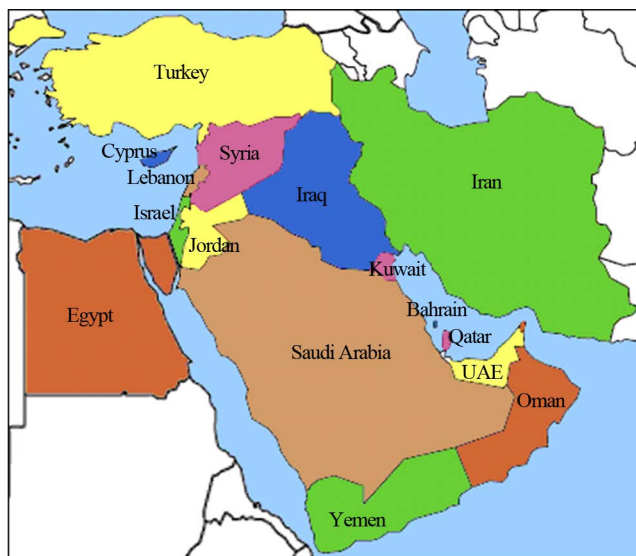 Turkey
Cyprus
Syria
Lebanon
Iran
Iraq
Israel
Jordan
Kuwait
Egypt
Bahrain
Qatar
Saudi Arabia
UAE
Oman
Yemen